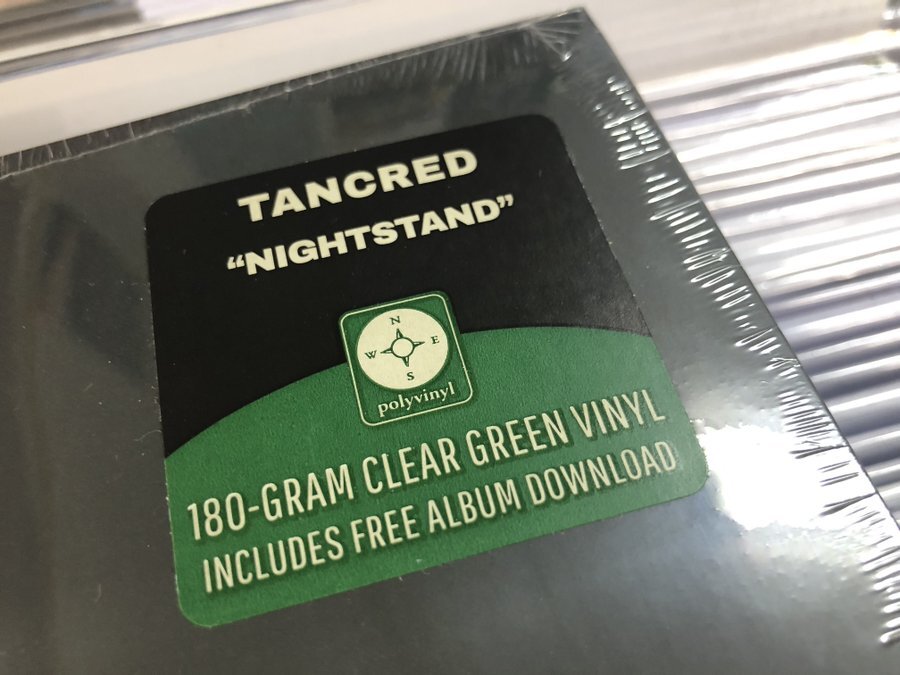 TANCRED
“NIGHTSTAND”
N
W E
S
polyvinyl
180-GRAM CLEAR GREEN VINYL
INCLUDES FREE ALBUM DOWNLOAD